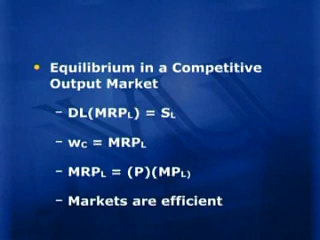 • Equilibrium in a Competitive
Output Market
– DL(MRPL) = SL
– wC = MRPL
– MRPL = (P)(MPL)
– Markets are efficient